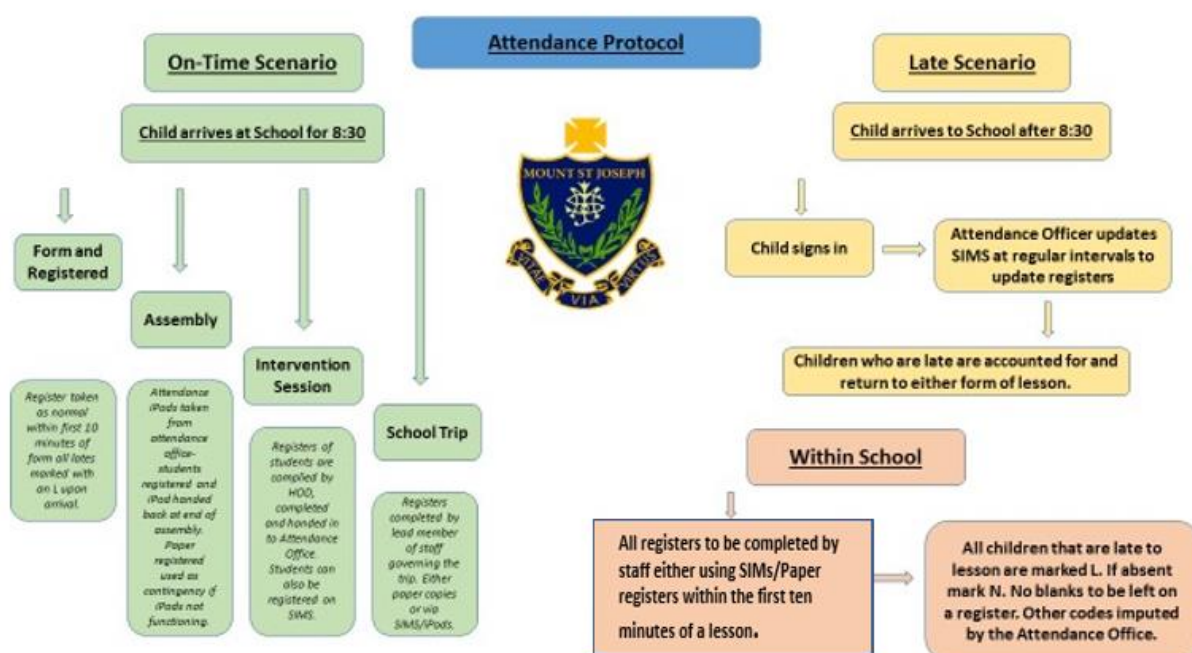 Attendance Protocol
On-Time Scenario
Child arrives at School for 8:30
Form and
Registered
Register taken
as normal
within first 10
minutes of
form all lates
marked with
an L upon
arrival.
Assembly
Attendance
iPads taken
from
attendance
office-
students
registered and
iPad handed
back at end of
assembly.
Paper
registered
used as
contingency if
iPads not
functioning.
Intervention
Session
Registers of
students are
complied by
HOD,
completed
and handed in
to Attendance
Office.
Students can
also be
registered on
SIMS.
School Trip
Registers
completed by
lead member
of staff
governing the
trip. Either
paper copies
or via
SIMS/iPads.
MOUNT ST JOSEPH
VITAE
VIA
VIRTUS
Late Scenario
Child arrives to School after 8:30
Child signs in
Attendance Officer updates
SIMS at regular intervals to
update registers
Children who are late are accounted for and
return to either form of lesson.
Within School
All registers to be completed by
staff either using SIMs/Paper
registers within the first ten
minutes of a lesson.
All children that are late to
lesson are marked L. If absent
mark N. No blanks to be left on
a register. Other codes imputed
by the Attendance Office.